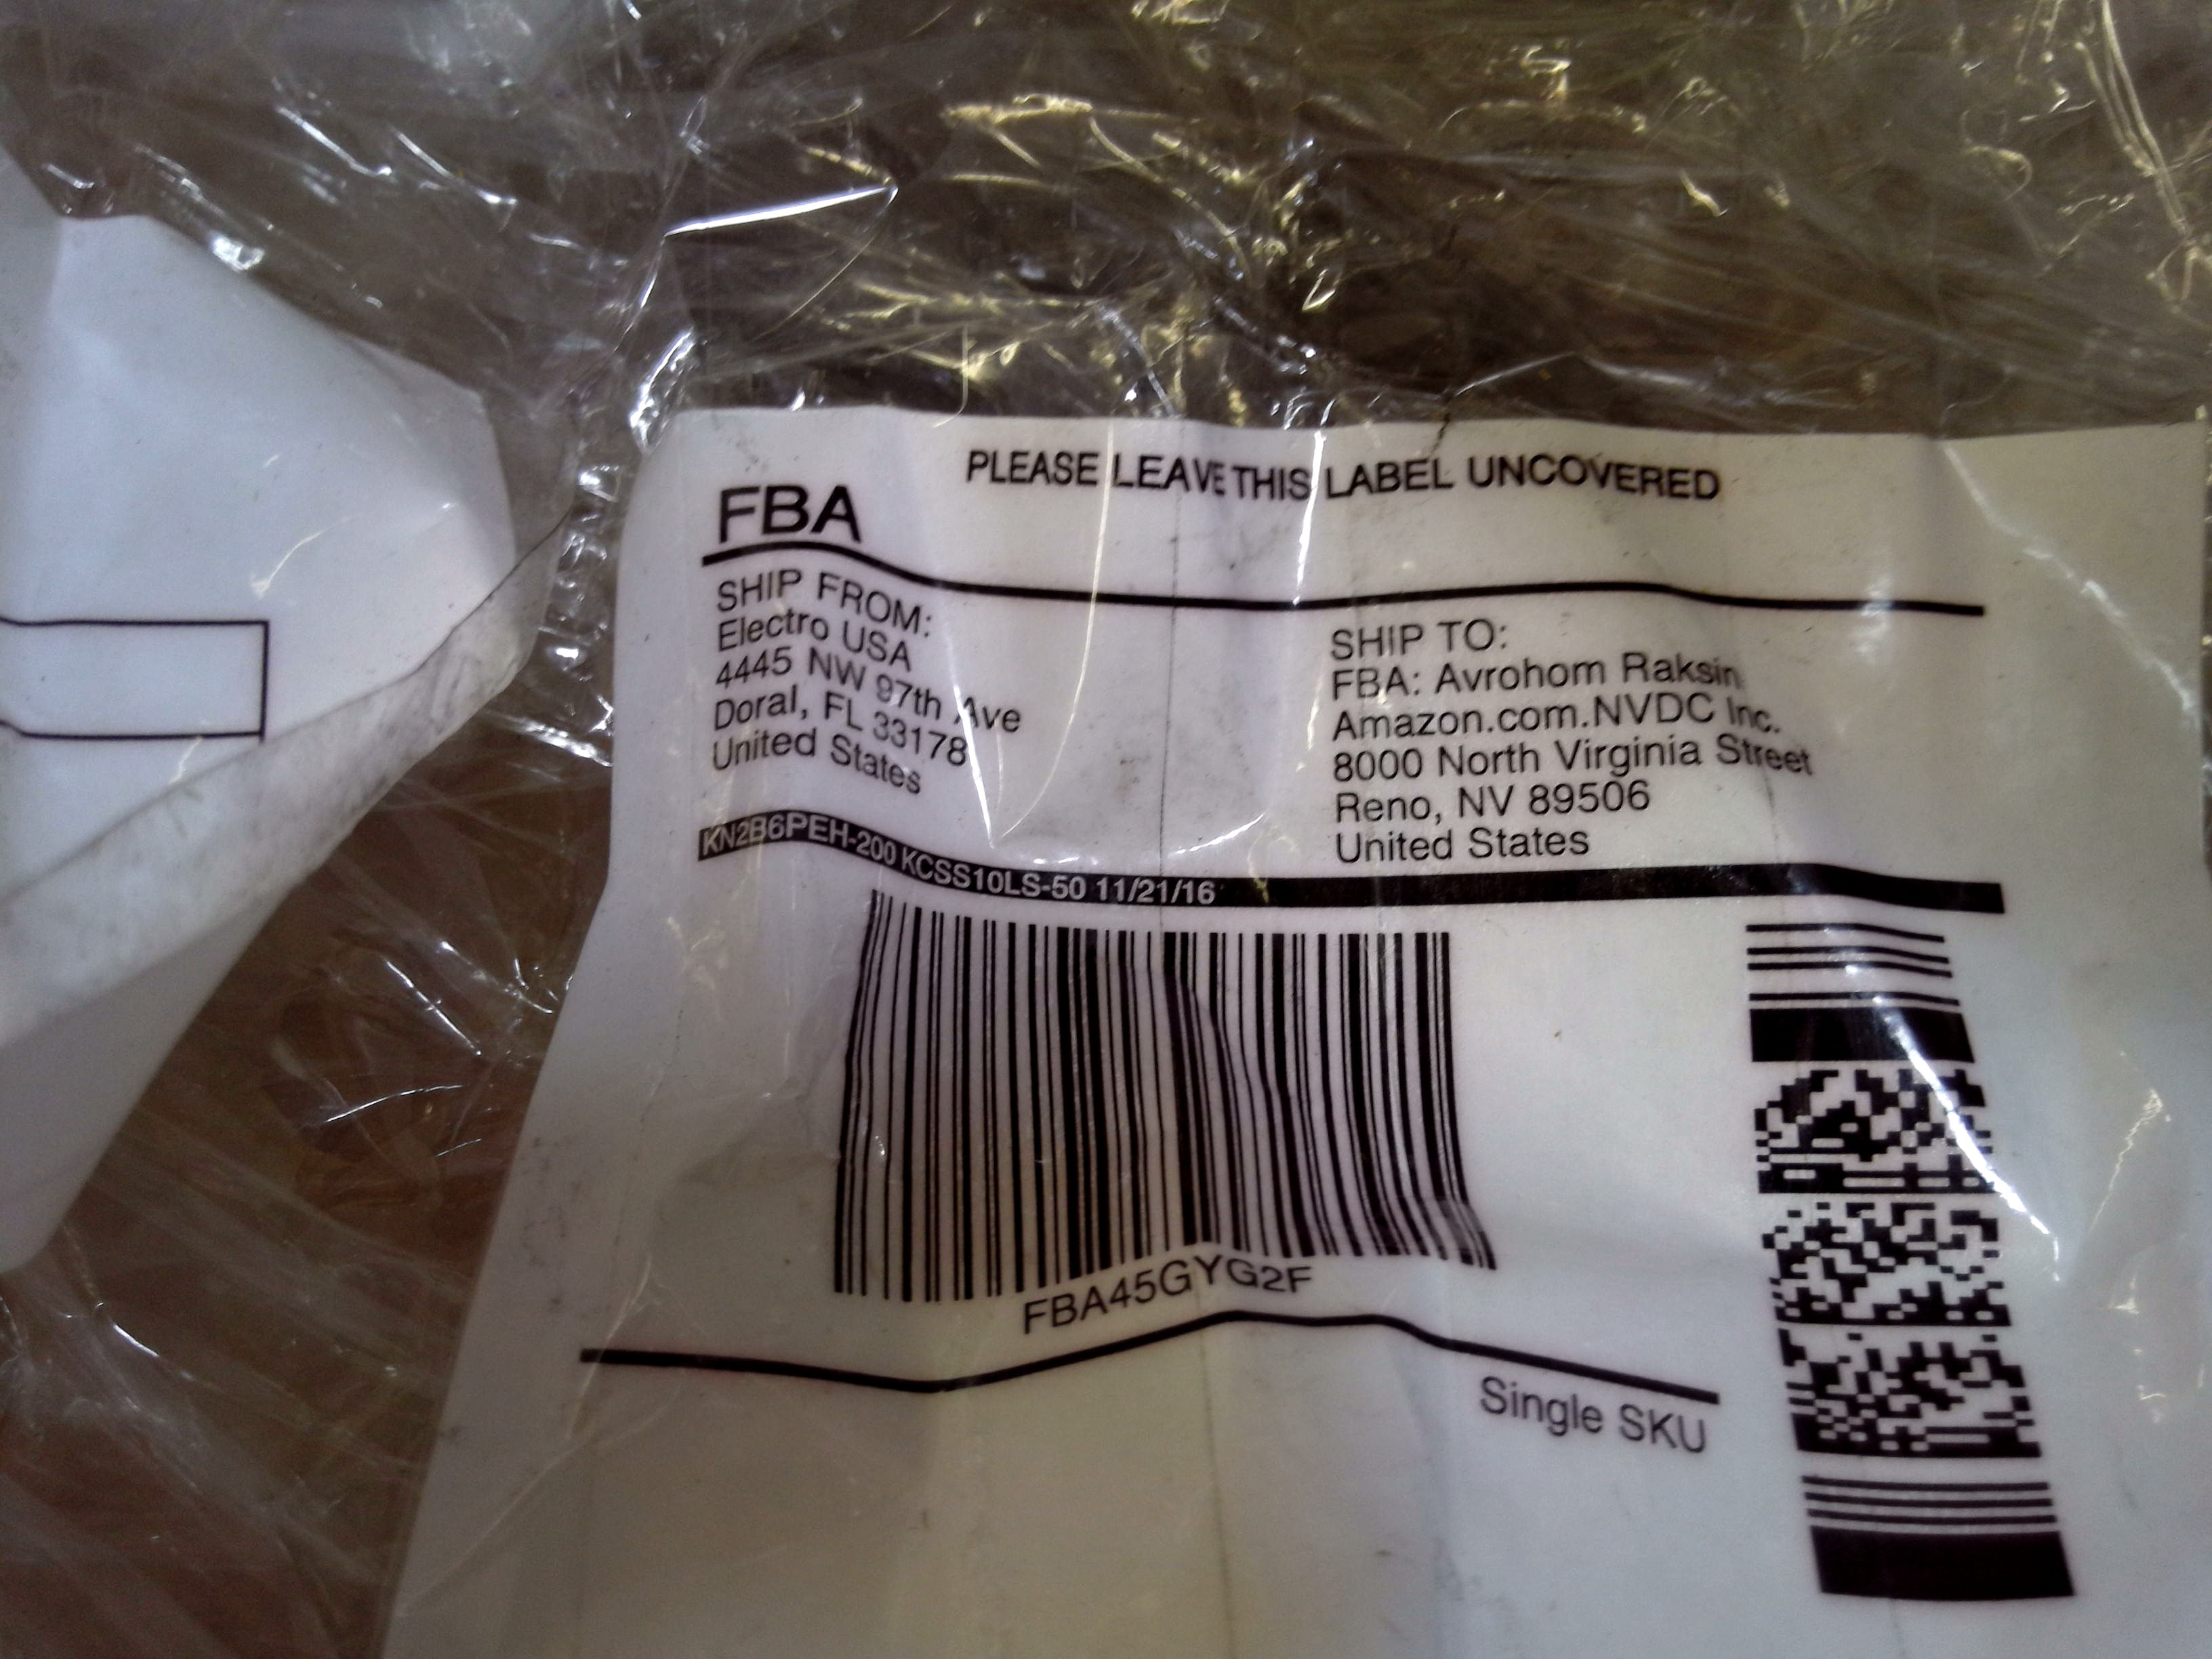 PLEASE LEAVE THIS LABEL UNCOVERED
FBA
SHIP FROM:
Electro USA
4445 NW 97th Ave
Doral, FL 33178
United States
SHIP TO:
FBA: Avrohom Raksin
Amazon.com.NVDC Inc.
8000 North Virginia Street
Reno, NV 89506
United States
KN2B6PEH-200 KCSS10LS-50 11/21/16
FBA45GYG2F
Single SKU